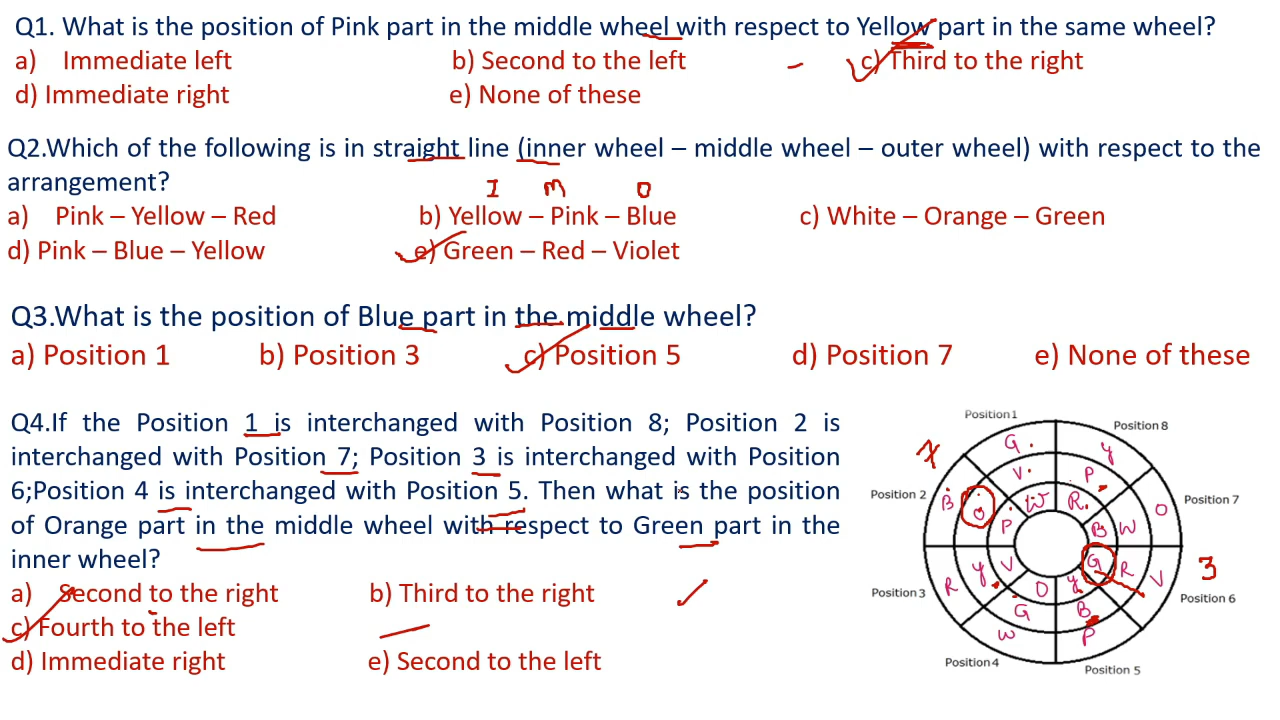 Q1. What is the position of Pink part in the middle wheel with respect to Yellow part in the same wheel?
a) Immediate left b) Second to the left c) Third to the right
d) Immediate right e) None of these
Q2.Which of the following is in straight line (inner wheel – middle wheel – outer wheel) with respect to the
arrangement?
I M O
a) Pink – Yellow – Red b) Yellow – Pink – Blue c) White – Orange – Green
d) Pink – Blue – Yellow e) Green – Red – Violet
Q3.What is the position of Blue part in the middle wheel?
a) Position 1 b) Position 3 c) Position 5 d) Position 7 e) None of these
Q4.If the Position 1 is interchanged with Position 8; Position 2 is
interchanged with Position 7; Position 3 is interchanged with Position
6;Position 4 is interchanged with Position 5. Then what is the position
of Orange part in the middle wheel with respect to Green part in the
inner wheel?
a) Second to the right b) Third to the right
c) Fourth to the left
d) Immediate right e) Second to the left
Position 1
Position 8
G Y
7
V P
Position 2
Position 7
B O W R B W O
P
V G R V
3
Position 3
Position 6
R Y O Y
G B
W P
Position 4
Position 5